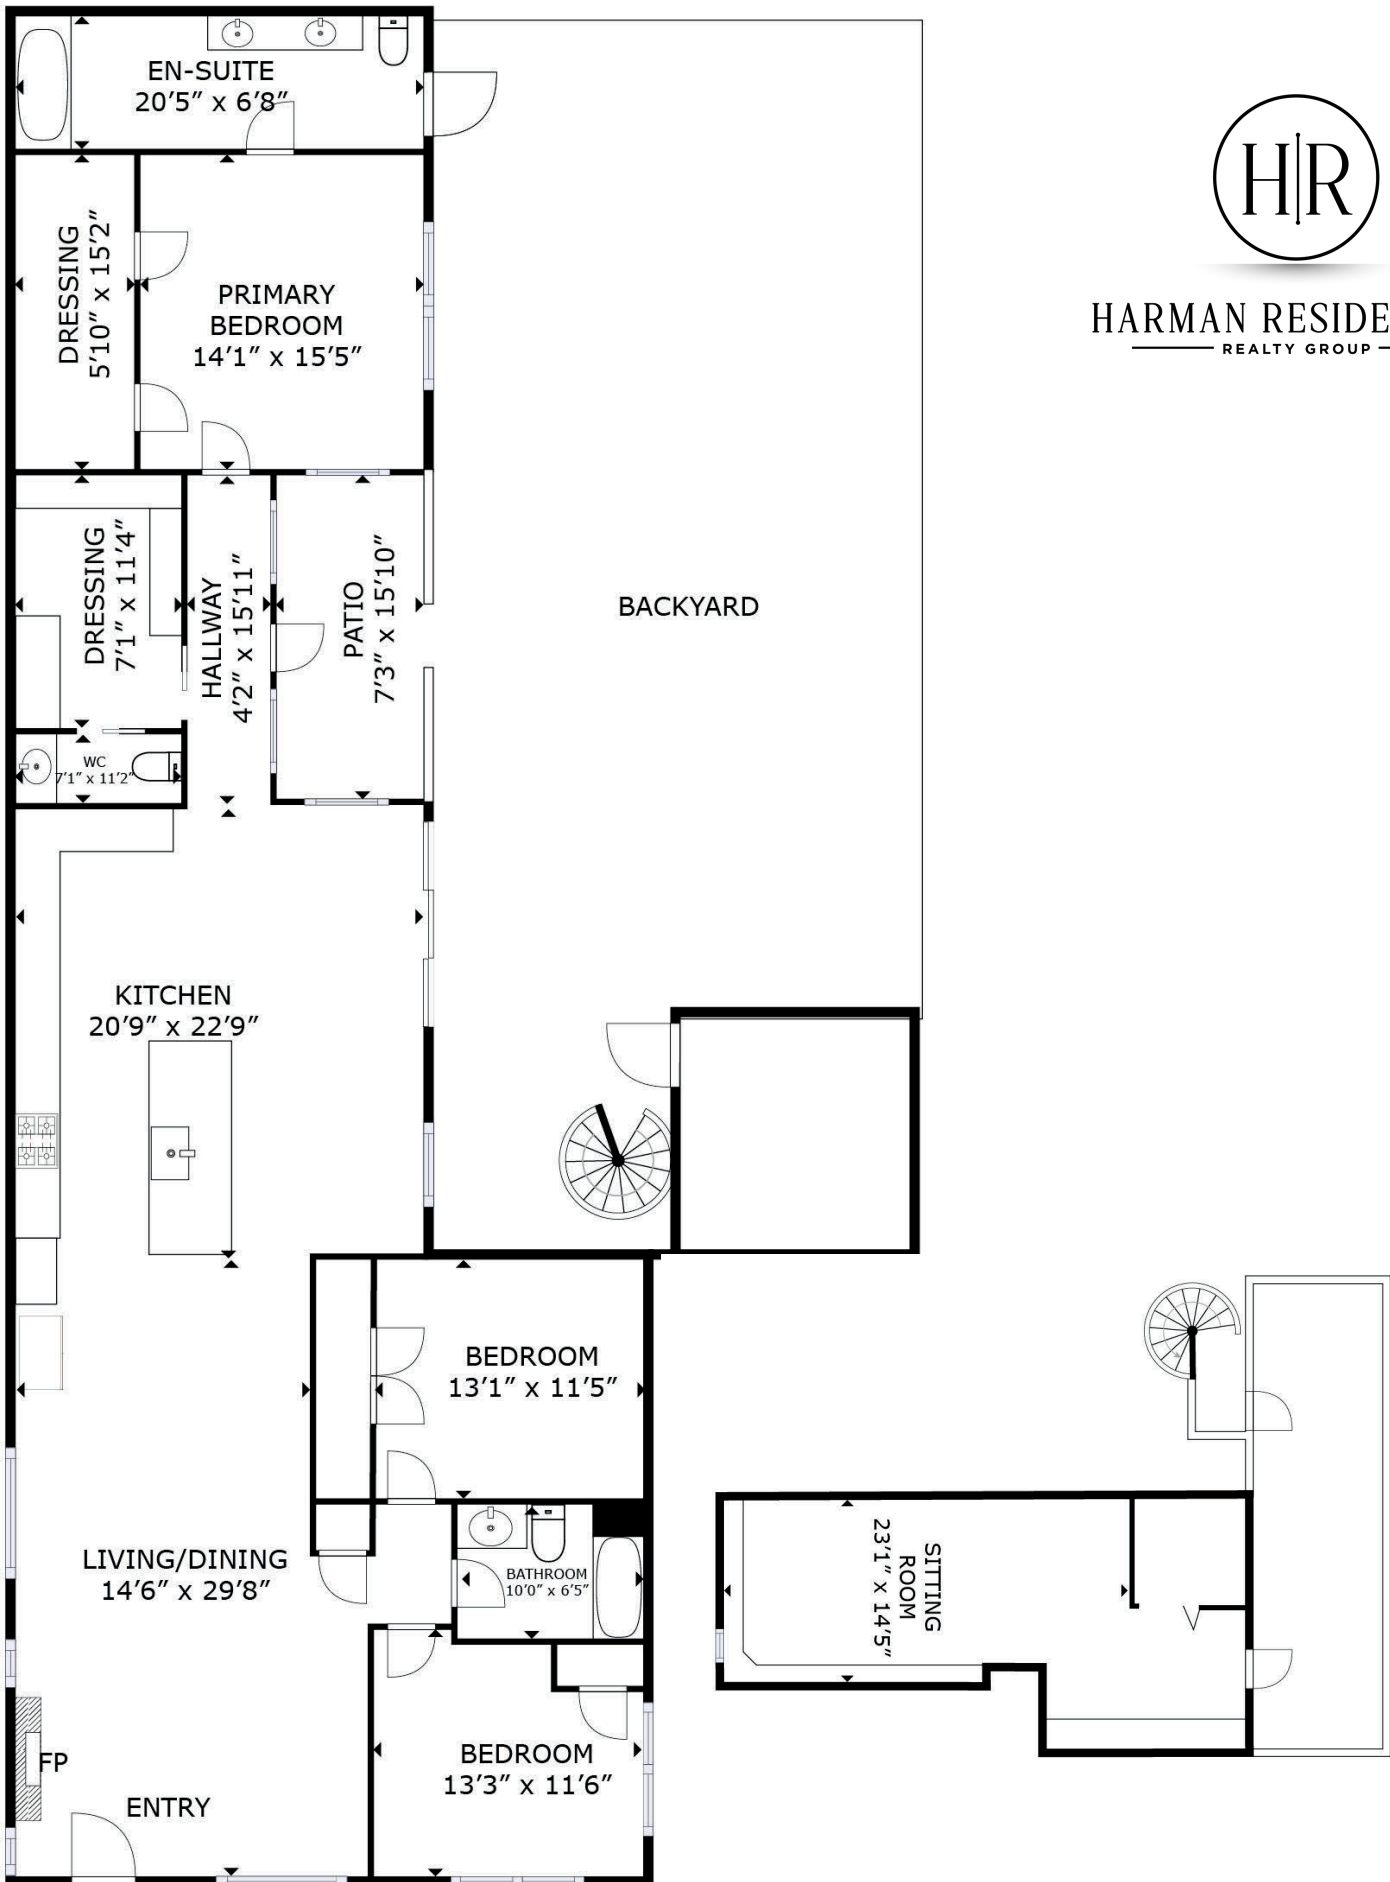 EN-SUITE
20’5” x 6’8”
H|R
HARMAN RESIDE
REALTY GROUP
DRESSING
5’10” x 15’2”
PRIMARY
BEDROOM
14’1” x 15’5”
DRESSING
7’1” x 11’4”
HALLWAY
4’2” x 15’11”
PATIO
7’3” x 15’10”
BACKYARD
WC
7’1” x 11’2”
KITCHEN
20’9” x 22’9”
BEDROOM
13’1” x 11’5”
LIVING/DINING
14’6” x 29’8”
BATHROOM
10’0” x 6’5”
SITTING
ROOM
23’1” x 14’5”
FP
BEDROOM
13’3” x 11’6”
ENTRY